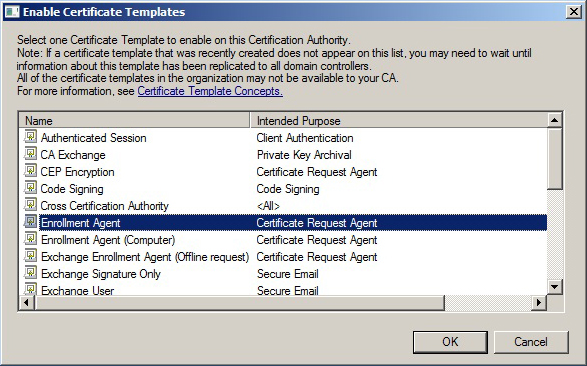 Enable Certificate Templates
Select one Certificate Template to enable on this Certification Authority.
Note: If a certificate template that was recently created does not appear on this list, you may need to wait until
information about this template has been replicated to all domain controllers.
All of the certificate templates in the organization may not be available to your CA.
For more information, see Certificate Template Concepts.
Name Intended Purpose
Authenticated Session Client Authentication
CA Exchange Private Key Archival
CEP Encryption Certificate Request Agent
Code Signing Code Signing
Cross Certification Authority <All>
Enrollment Agent Certificate Request Agent
Enrollment Agent (Computer) Certificate Request Agent
Exchange Enrollment Agent (Offline request) Certificate Request Agent
Exchange Signature Only Secure Email
Exchange User Secure Email
OK Cancel